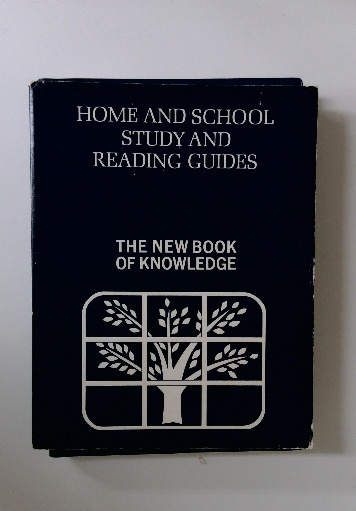 HOME AND SCHOOL
STUDY AND
READING GUIDES
THE NEW BOOK
OF KNOWLEDGE